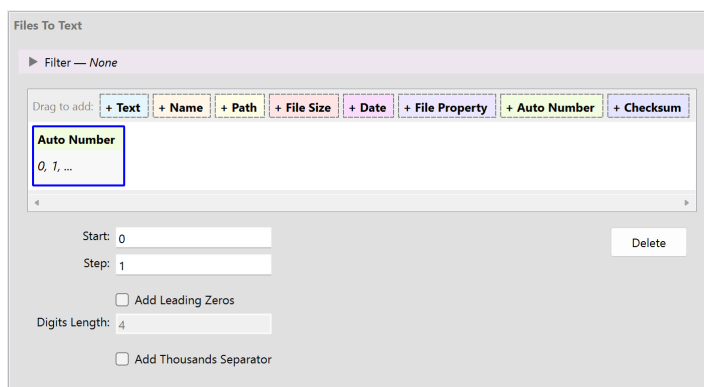 Files To Text
Filter — None
Drag to add: + Text + Name + Path + File Size + Date + File Property + Auto Number + Checksum
Auto Number
0, 1, ...
Start: 0
Delete
Step: 1
Add Leading Zeros
Digits Length: 4
Add Thousands Separator